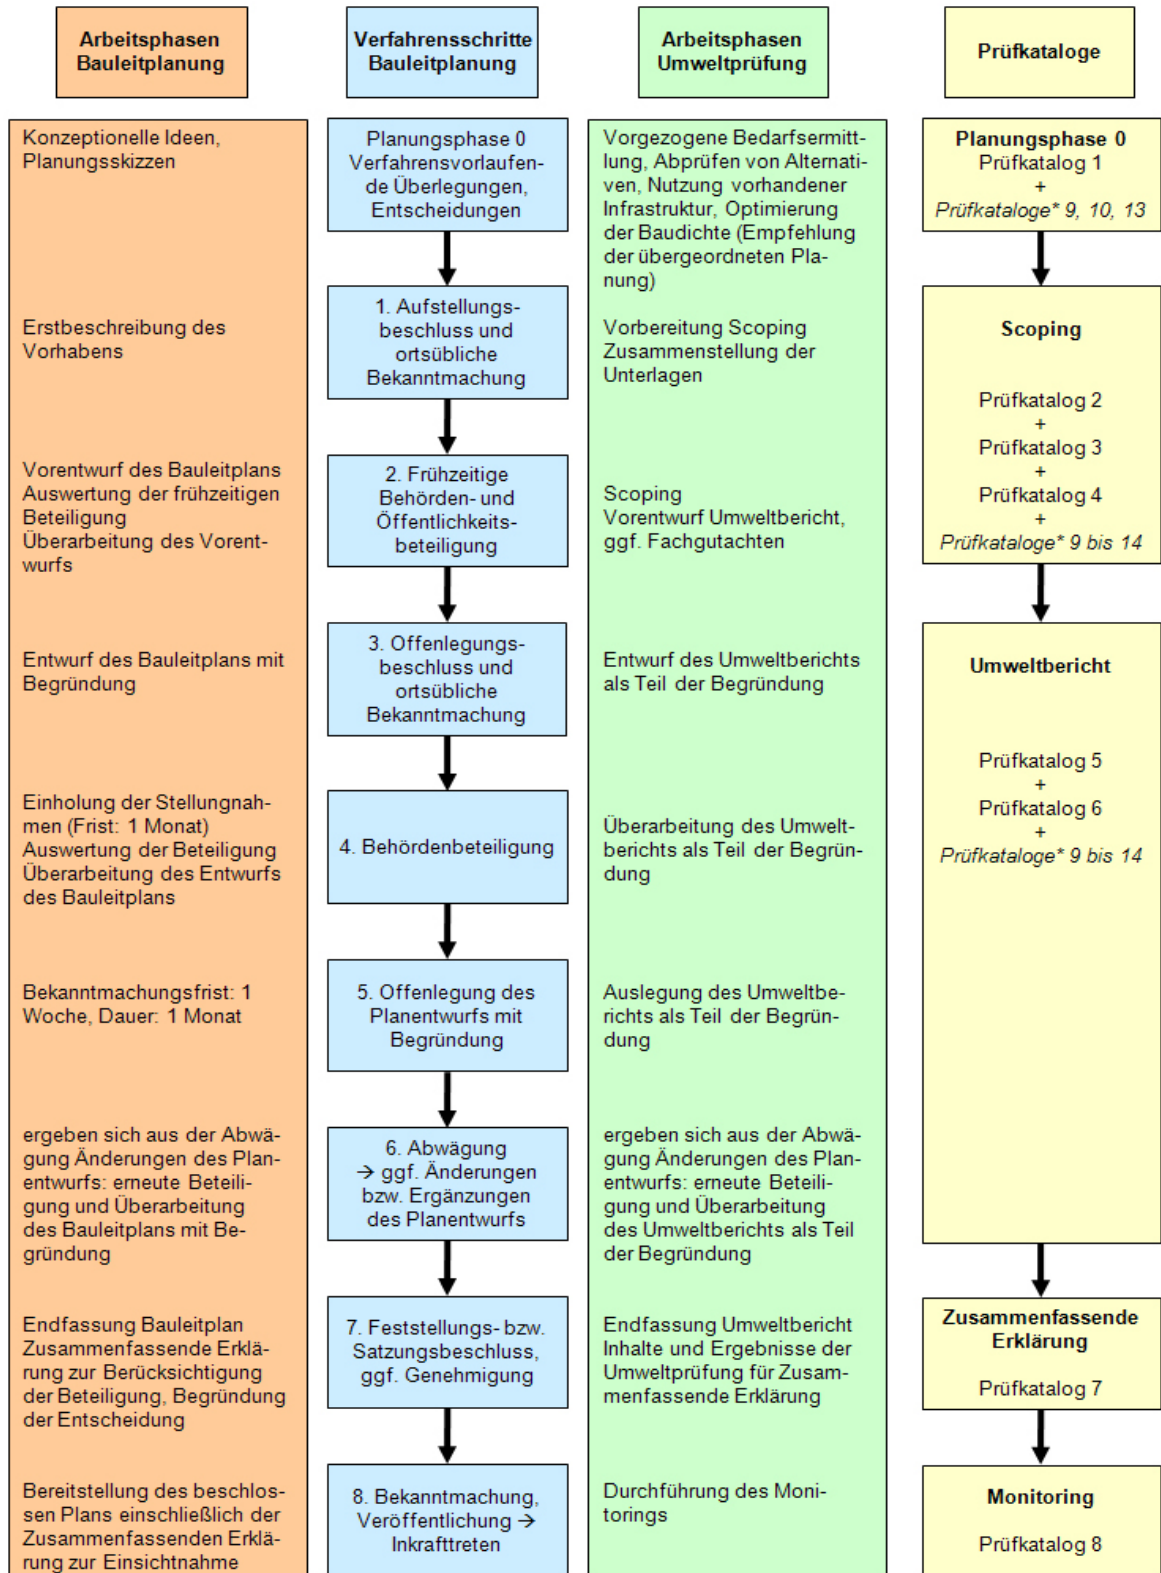 Arbeitsphasen
Bauleitplanung
Verfahrensschritte
Bauleitplanung
Arbeitsphasen
Umweltprüfung
Prüfkataloge
Konzeptionelle Ideen,
Planungsskizzen
Planungsphase 0
Verfahrensvorlaufen-
de Überlegungen,
Entscheidungen
Vorgezogene Bedarfsermitt-
lung, Abprüfen von Alternati-
ven, Nutzung vorhandener
Infrastruktur, Optimierung
der Baudichte (Empfehlung
der übergeordneten Pla-
nung)
Planungsphase 0
Prüfkatalog 1
+
Prüfkataloge* 9, 10, 13
Erstbeschreibung des
Vorhabens
1. Aufstellungs-
beschluss und
ortsübliche
Bekanntmachung
Vorbereitung Scoping
Zusammenstellung der
Unterlagen
Scoping
Prüfkatalog 2
+
Prüfkatalog 3
+
Prüfkatalog 4
+
Prüfkataloge* 9 bis 14
Vorentwurf des Bauleitplans
Auswertung der frühzeitigen
Beteiligung
Überarbeitung des Vorent-
wurfs
2. Frühzeitige
Behörden- und
Öffentlichkeits-
beteiligung
Scoping
Vorentwurf Umweltbericht,
ggf. Fachgutachten
Entwurf des Bauleitplans mit
Begründung
3. Offenlegungs-
beschluss und
ortsübliche
Bekanntmachung
Entwurf des Umweltberichts
als Teil der Begründung
Umweltbericht
Prüfkatalog 5
+
Prüfkatalog 6
+
Prüfkataloge* 9 bis 14
Einholung der Stellungnah-
men (Frist: 1 Monat)
Auswertung der Beteiligung
Überarbeitung des Entwurfs
des Bauleitplans
4. Behördenbeteiligung
Überarbeitung des Umwelt-
berichts als Teil der Begrün-
dung
Bekanntmachungsfrist: 1
Woche, Dauer: 1 Monat
5. Offenlegung des
Planentwurfs mit
Begründung
Auslegung des Umweltbe-
richts als Teil der Begrün-
dung
ergeben sich aus der Abwä-
gung Änderungen des Plan-
entwurfs: erneute Beteili-
gung und Überarbeitung
des Bauleitplans mit Be-
gründung
6. Abwägung
→ ggf. Änderungen
bzw. Ergänzungen
des Planentwurfs
ergeben sich aus der Abwä-
gung Änderungen des Plan-
entwurfs: erneute Beteili-
gung und Überarbeitung
des Umweltberichts als Teil
der Begründung
Endfassung Bauleitplan
Zusammenfassende Erklä-
rung zur Berücksichtigung
der Beteiligung, Begründung
der Entscheidung
7. Feststellungs- bzw.
Satzungsbeschluss,
ggf. Genehmigung
Endfassung Umweltbericht
Inhalte und Ergebnisse der
Umweltprüfung für Zusam-
menfassende Erklärung
Zusammenfassende
Erklärung
Prüfkatalog 7
Bereitstellung des beschlos-
sen Plans einschließlich der
Zusammenfassenden Erklä-
rung zur Einsichtnahme
8. Bekanntmachung,
Veröffentlichung →
Inkrafttreten
Durchführung des Moni-
torings
Monitoring
Prüfkatalog 8